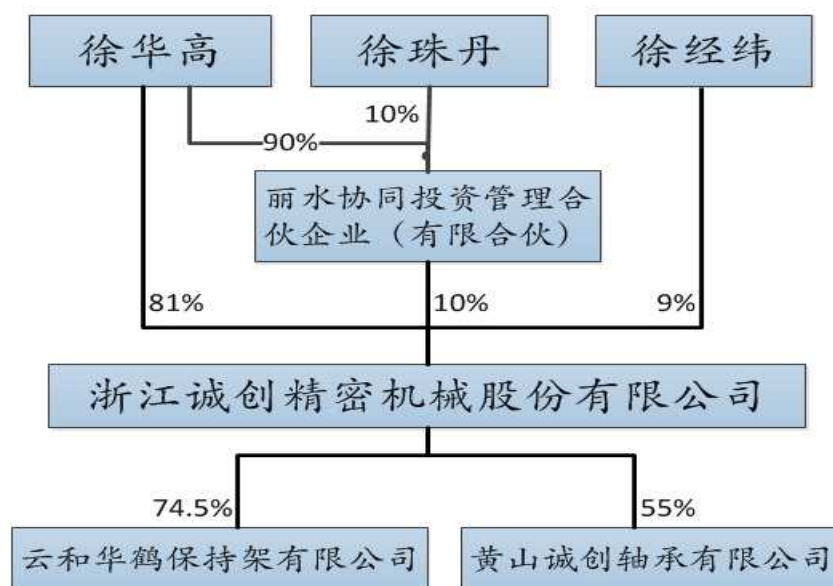 徐华高 徐珠丹 徐经纬
10%
90%
丽水协同投资管理合
伙企业（有限合伙）
81% 10% 9%
浙江诚创精密机械股份有限公司
74.5% 55%
云和华鹤保持架有限公司 黄山诚创轴承有限公司